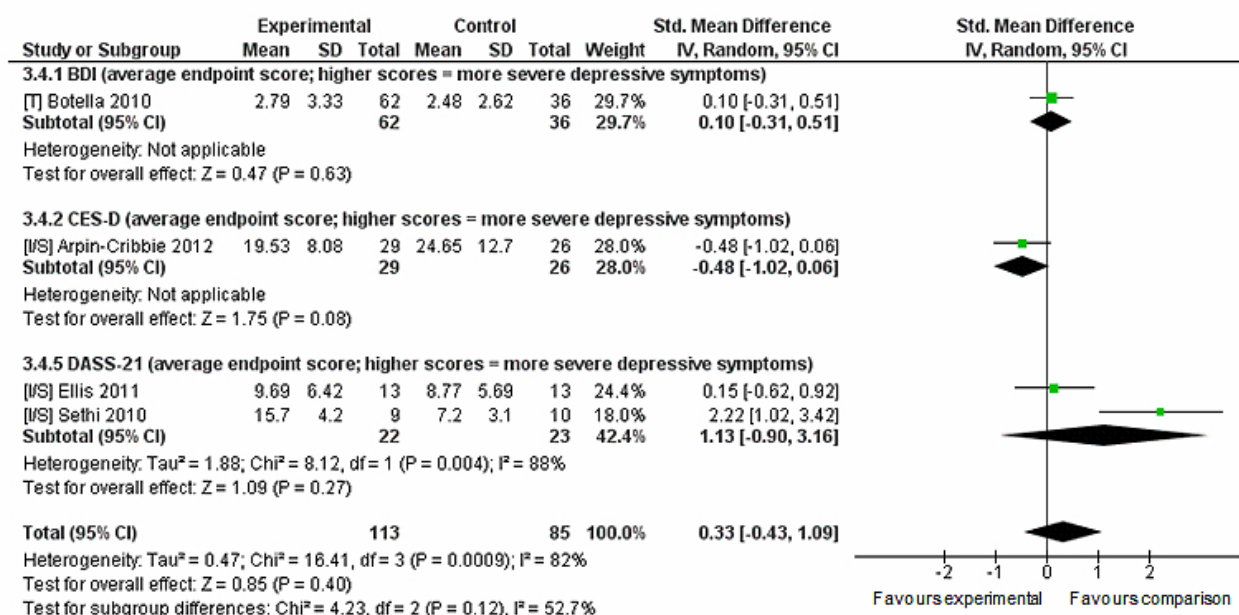 Experimental Control Std. Mean Difference Std. Mean Difference
Study or Subgroup Mean SD Total Mean SD Total Weight IV, Random, 95% CI IV, Random, 95% CI
3.4.1 BDI (average endpoint score; higher scores = more severe depressive symptoms)
[T] Botella 2010 2.79 3.33 62 2.48 2.62 36 29.7% 0.10 [-0.31, 0.51]
Subtotal (95% CI) 62 36 29.7% 0.10 [-0.31, 0.51]
Heterogeneity: Not applicable
Test for overall effect: Z = 0.47 (P = 0.63)
3.4.2 CES-D (average endpoint score; higher scores = more severe depressive symptoms)
[I/S] Arpin-Cribbie 2012 19.53 8.08 29 24.65 12.7 26 28.0% -0.48 [-1.02, 0.06]
Subtotal (95% CI) 29 26 28.0% -0.48 [-1.02, 0.06]
Heterogeneity: Not applicable
Test for overall effect: Z = 1.75 (P = 0.08)
3.4.5 DASS-21 (average endpoint score; higher scores = more severe depressive symptoms)
[I/S] Ellis 2011 9.69 6.42 13 8.77 5.69 13 24.4% 0.15 [-0.62, 0.92]
[I/S] Sethi 2010 15.7 4.2 9 7.2 3.1 10 18.0% 2.22 [1.02, 3.42]
Subtotal (95% CI) 22 23 42.4% 1.13 [-0.90, 3.16]
Heterogeneity: Tau² = 1.88; Chi² = 8.12, df = 1 (P = 0.004); I² = 88%
Test for overall effect: Z = 1.09 (P = 0.27)
Total (95% CI) 113 85 100.0% 0.33 [-0.43, 1.09]
Heterogeneity: Tau² = 0.47; Chi² = 16.41, df = 3 (P = 0.0009); I² = 82%
Test for overall effect: Z = 0.85 (P = 0.40)
Test for subgroup differences: Chi² = 4.23, df = 2 (P = 0.12), I² = 52.7%
-2 -1 0 1 2
Favours experimental Favours comparison